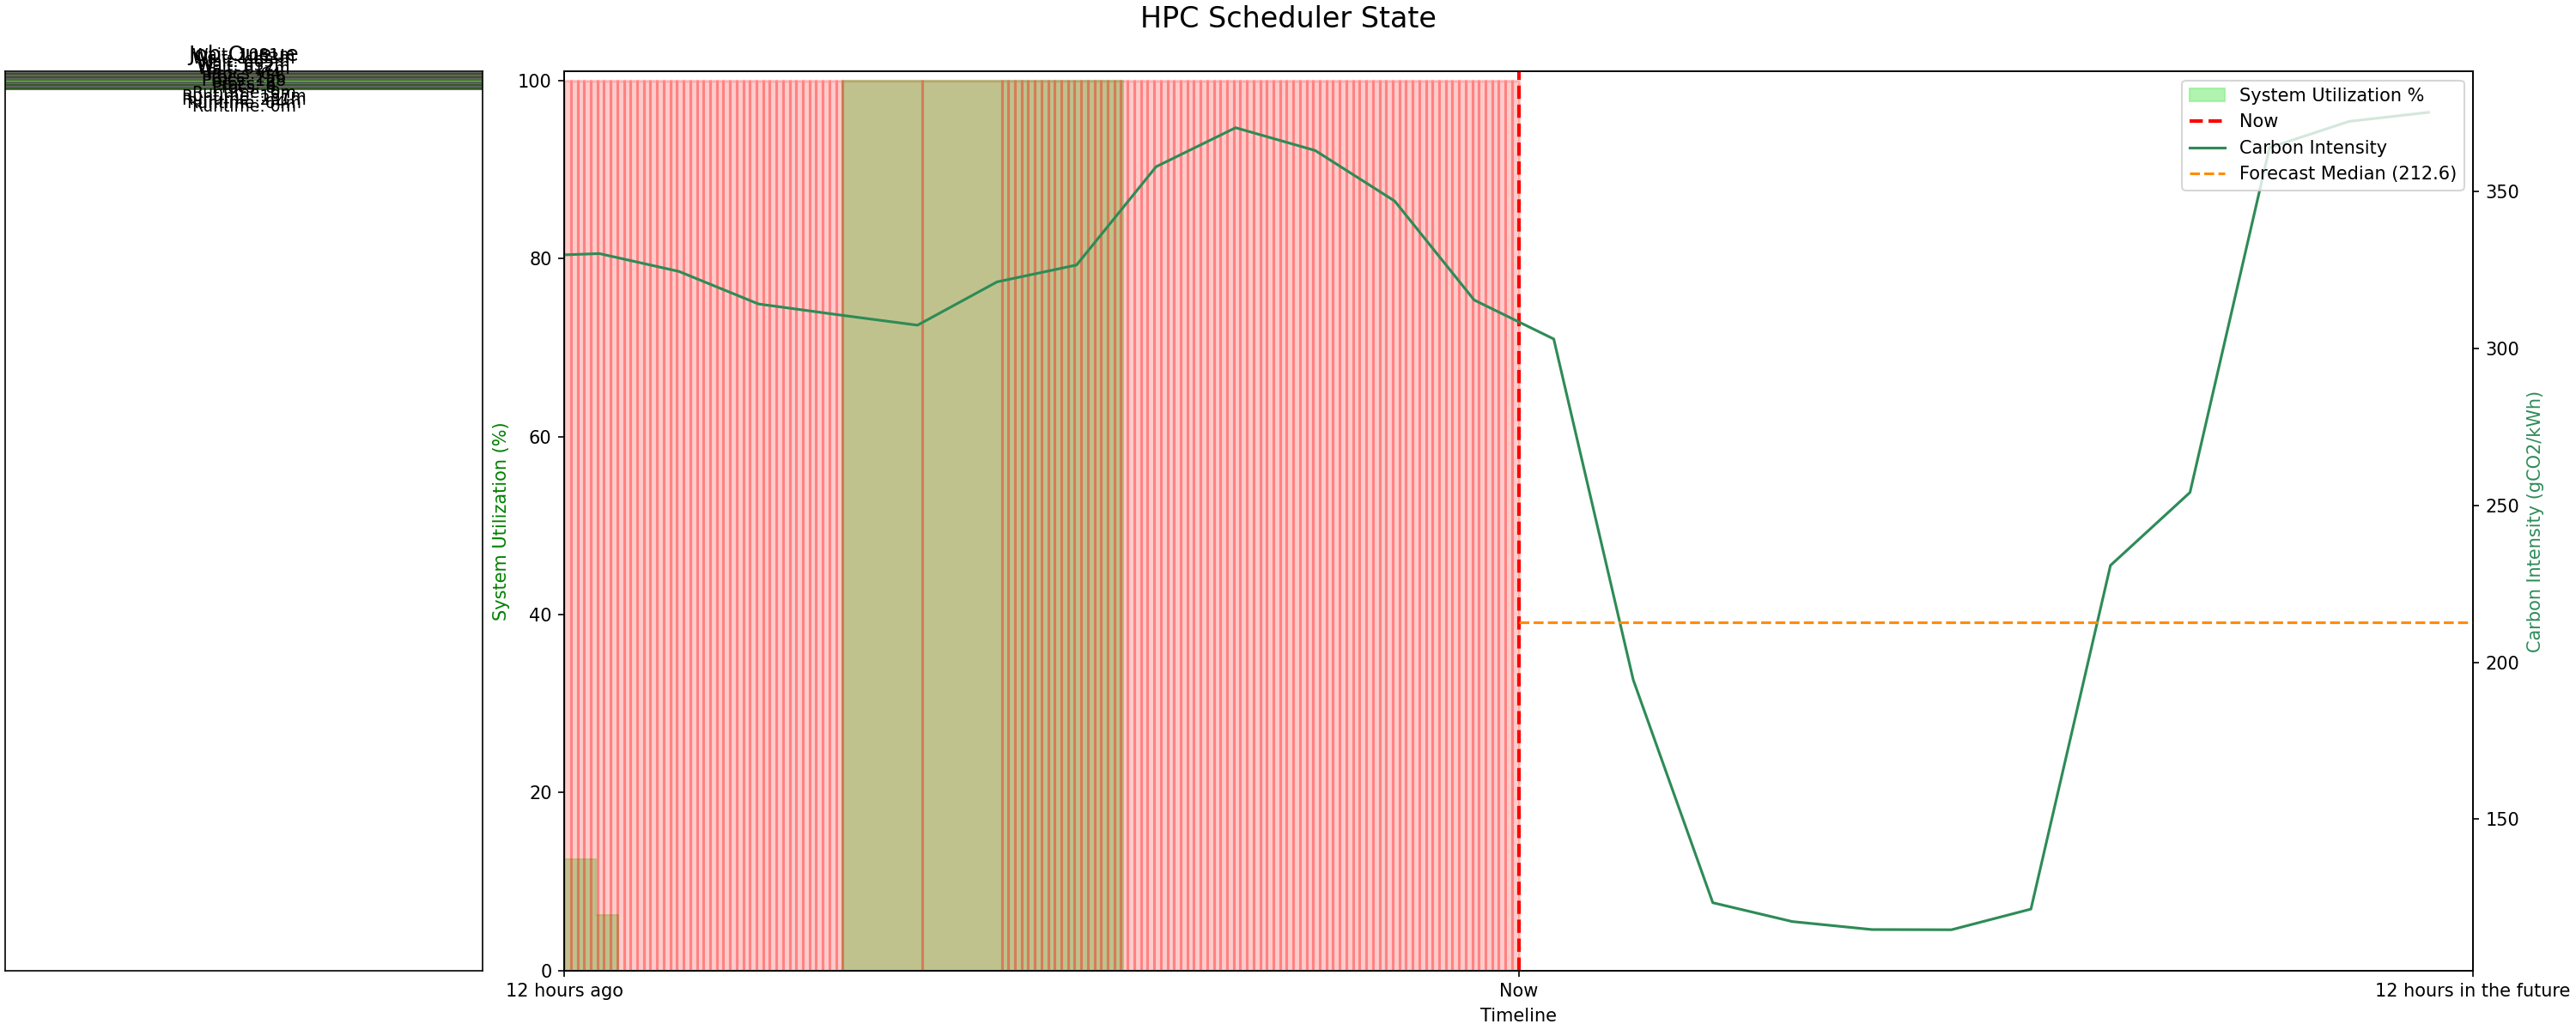 HPC Scheduler State
Job Queue
Runtime: 0m
System Utilization (%)
100
80
60
40
20
0
System Utilization %
Now
Carbon Intensity
Forecast Median (212.6)
350
300
250
200
150
Carbon Intensity (gCO2/kWh)
12 hours ago
Now
12 hours in the future
Timeline